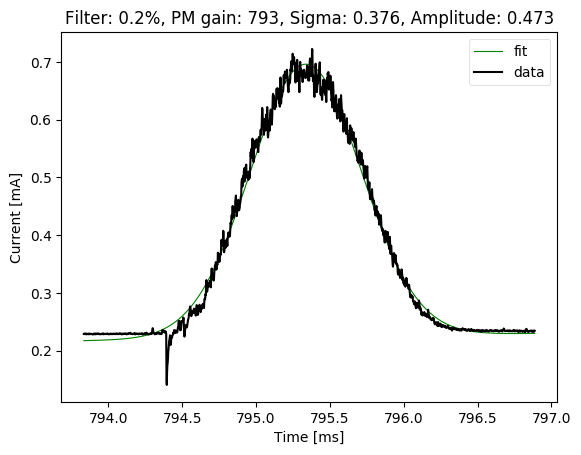 Filter: 0.2%, PM gain: 793, Sigma: 0.376, Amplitude: 0.473
fit
data
0.7
0.6
0.5
0.4
0.3
0.2
Current [mA]
794.0 794.5 795.0 795.5 796.0 796.5 797.0
Time [ms]